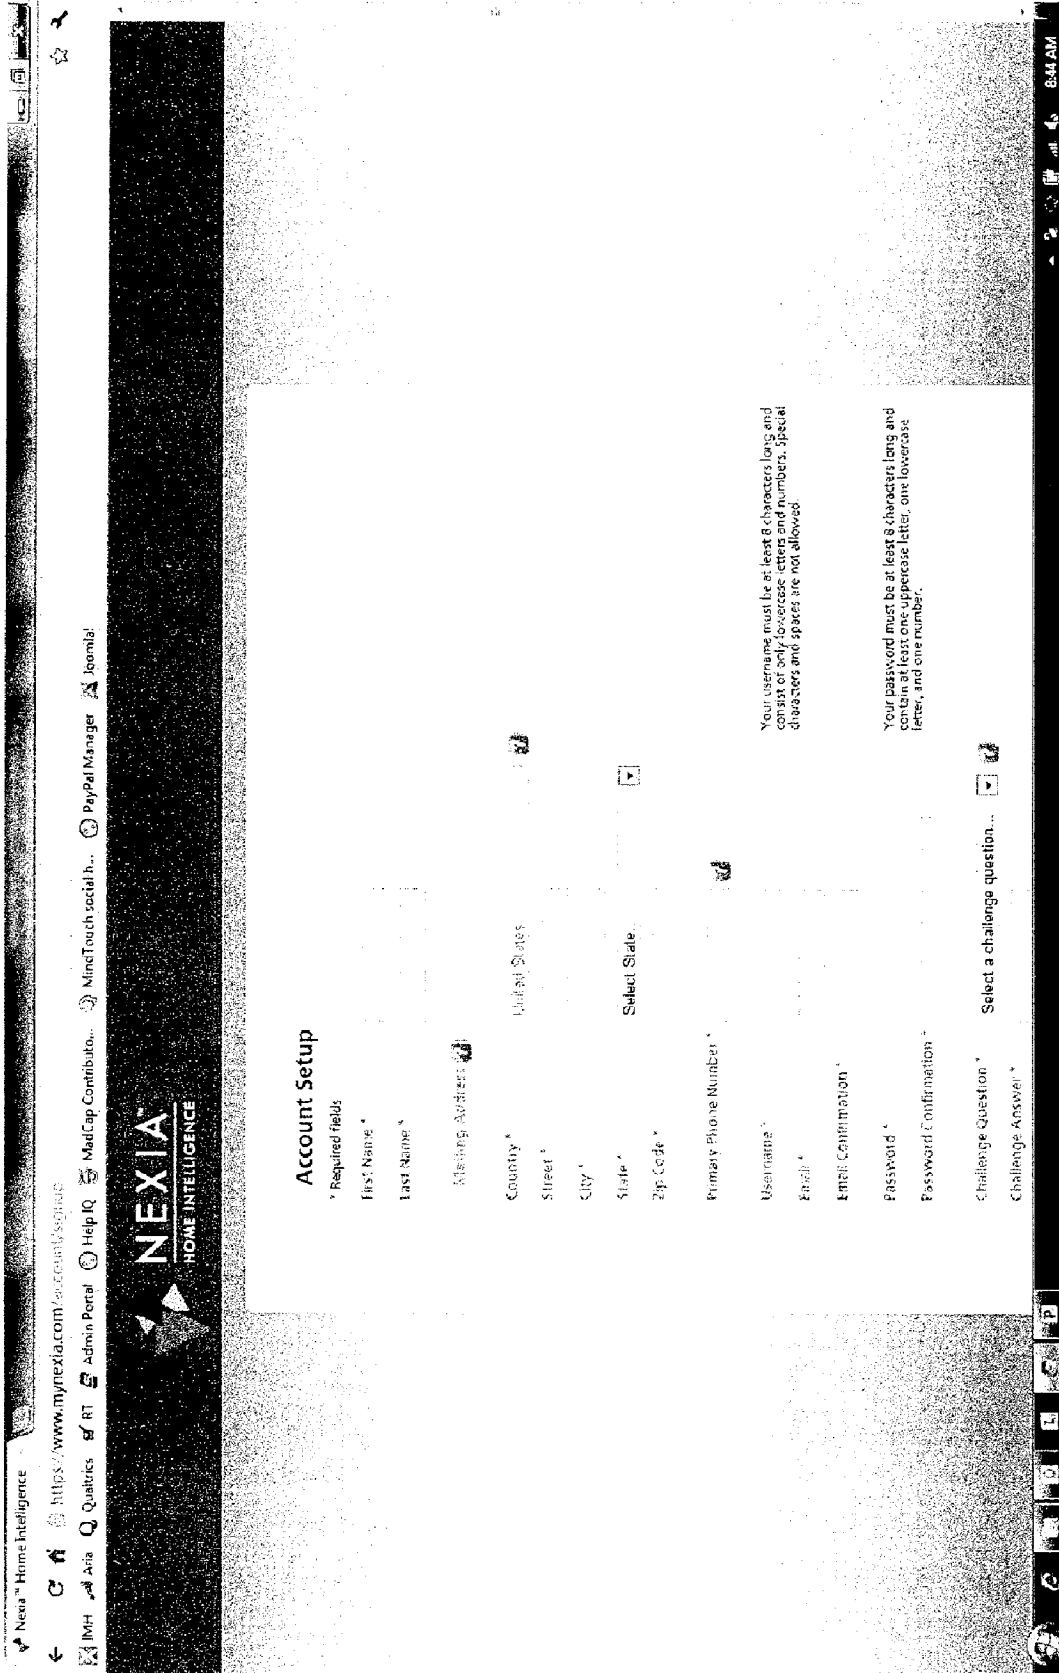 Nexia™ Home Intelligence
https://www.mynexia.com/account/signup
IMH Aria Qualtrics RT Admin Portal Help IQ MadCap Contributo... MindTouch social h... PayPal Manager Joomla!
NEXIA™
HOME INTELLIGENCE
Account Setup
* Required fields
First Name *
Last Name *
Mailing Address
Country * United States
Street *
City *
State * Select State
Zip Code *
Primary Phone Number *
Username *
Your username must be at least 8 characters long and
consist of only lowercase letters and numbers. Special
characters and spaces are not allowed.
Email *
Email Confirmation *
Password *
Your password must be at least 8 characters long and
contain at least one uppercase letter, one lowercase
letter, and one number.
Password Confirmation *
Challenge Question * Select a challenge question...
Challenge Answer *
8:44 AM